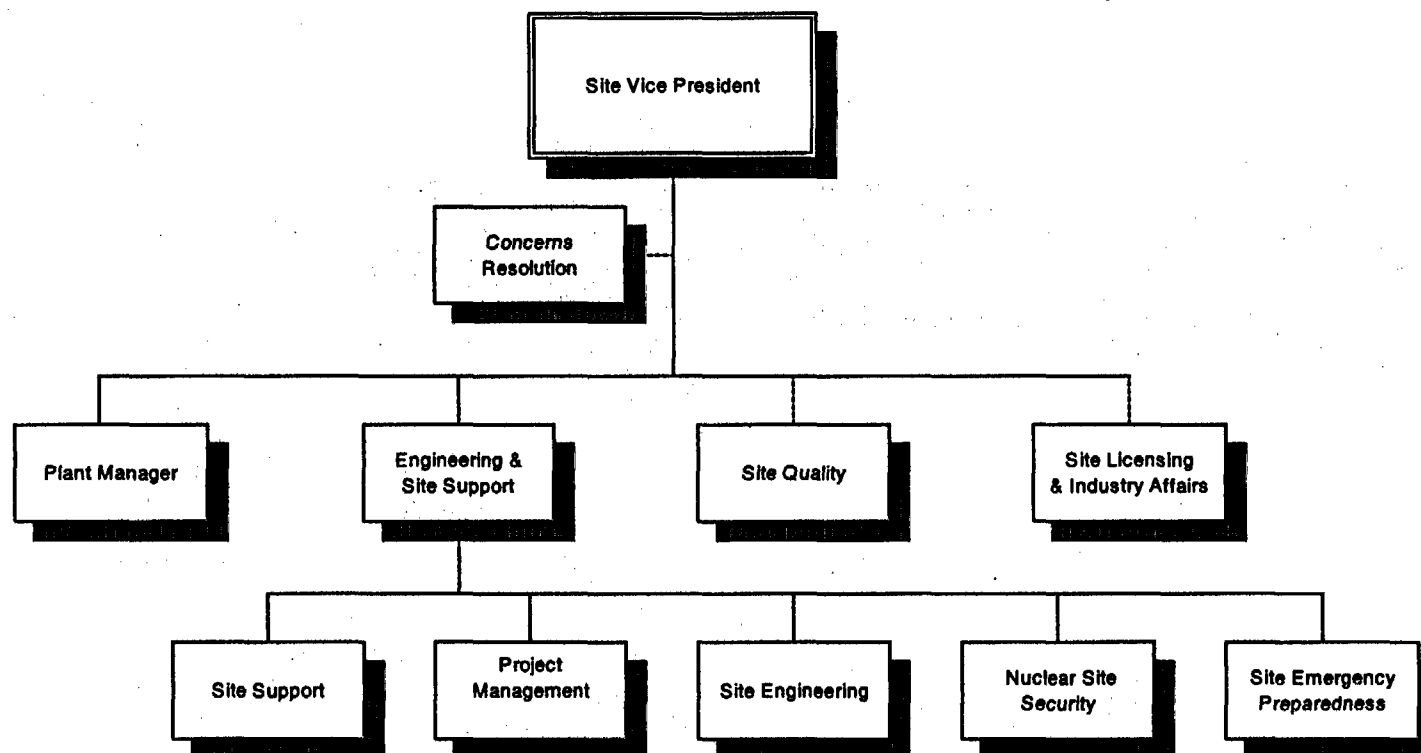 Site Vice President
Concerns
Resolution
Plant Manager
Engineering &
Site Support
Site Quality
Site Licensing
& Industry Affairs
Site Support
Project
Management
Site Engineering
Nuclear Site
Security
Site Emergency
Preparedness